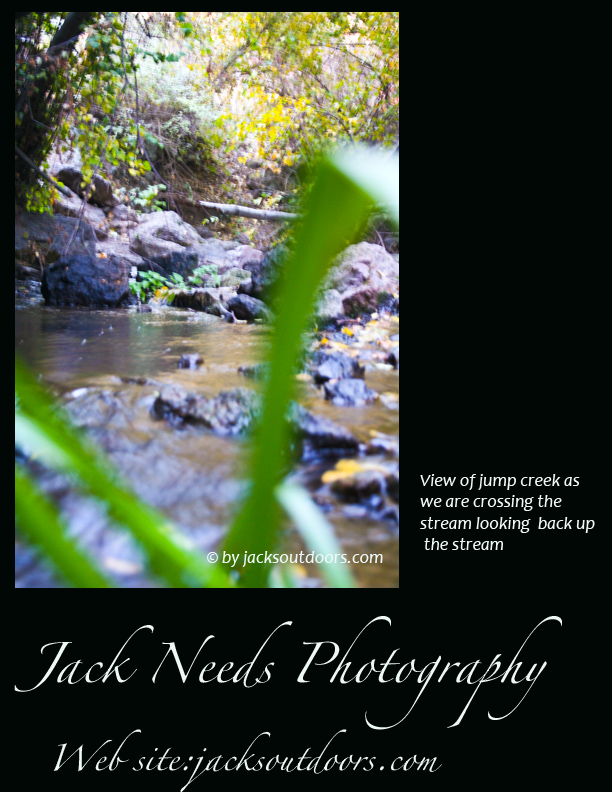 View of jump creek as
we are crossing the
stream looking back up
the stream
© by jacksoutdoors.com
Jack Needs Photography
Web site:jacksoutdoors.com